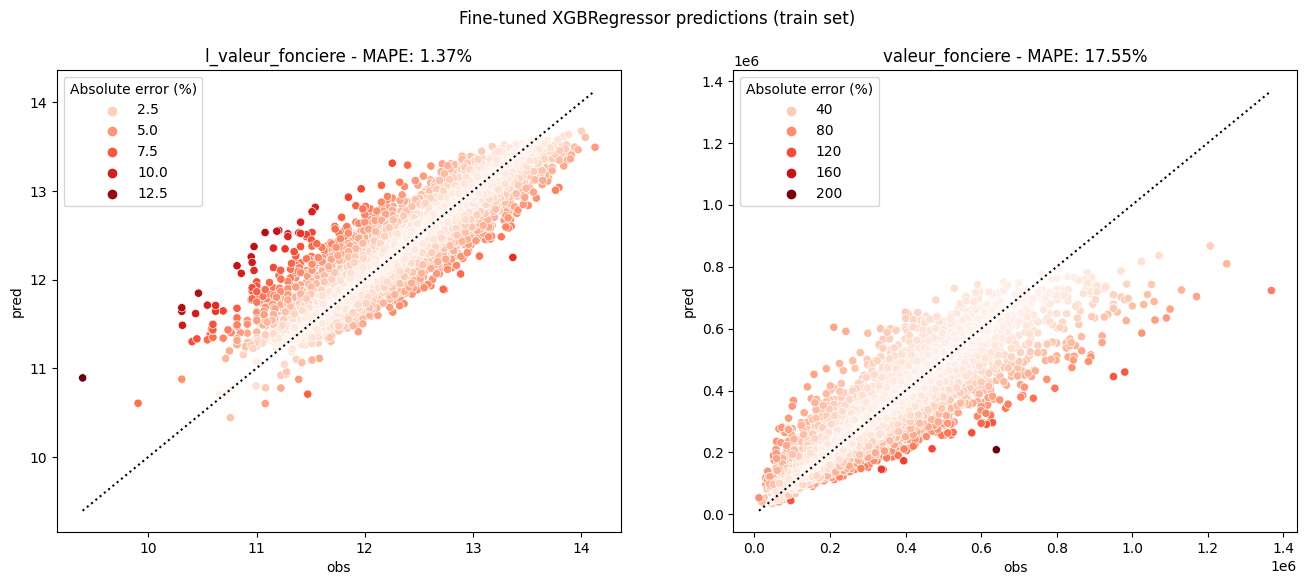 Fine-tuned XGBRegressor predictions (train set)
l_valeur_fonciere - MAPE: 1.37%
Absolute error (%)
2.5
5.0
7.5
10.0
12.5
14
13
12
11
10
pred
10 11 12 13 14
obs
valeur_fonciere - MAPE: 17.55%
1e6
Absolute error (%)
40
80
120
160
200
1.4
1.2
1.0
0.8
0.6
0.4
0.2
0.0
pred
0.0 0.2 0.4 0.6 0.8 1.0 1.2 1.4
obs
1e6